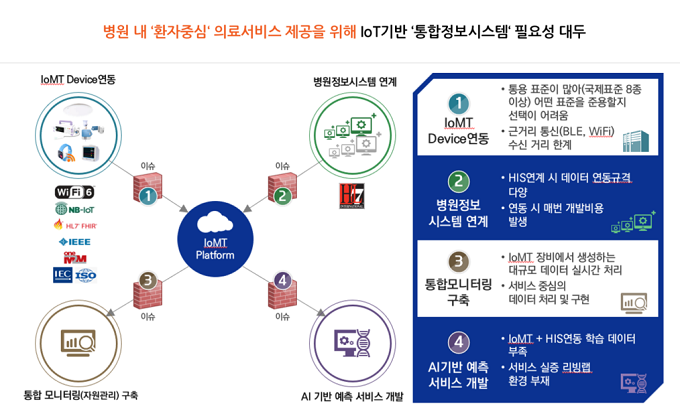 병원 내 '환자중심' 의료서비스 제공을 위해 IoT기반 '통합정보시스템' 필요성 대두
IoMT Device연동
병원정보시스템 연계
이슈
1
이슈
2
WiFi 6
NB-IoT
HL7 FHIR
IEEE
oneM2M
IEC
ISO
HL7
IoMT
Platform
3
이슈
4
이슈
통합 모니터링(자원관리) 구축
AI 기반 예측 서비스 개발
1
IoMT
Device연동
• 통용 표준이 많아(국제표준 8종
이상) 어떤 표준을 준용할지
선택이 어려움
• 근거리 통신(BLE, WiFi)
수신 거리 한계
2
병원정보
시스템 연계
• HIS연계 시 데이터 연동규격
다양
• 연동 시 매번 개발비용
발생
3
통합모니터링
구축
• IoMT 장비에서 생성하는
대규모 데이터 실시간 처리
• 서비스 중심의
데이터 처리 및 구현
4
AI기반 예측
서비스 개발
• IoMT + HIS연동 학습 데이터
부족
• 서비스 실증 리빙랩
환경 부재